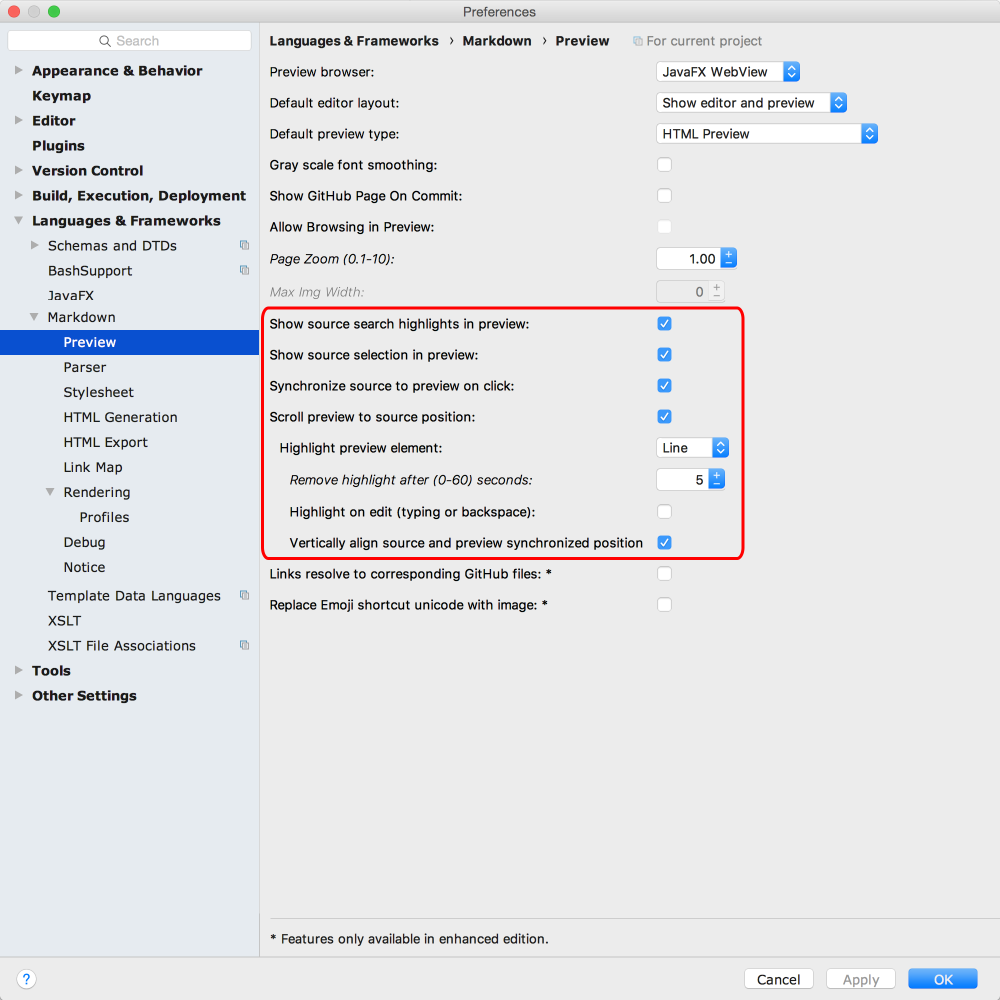 Preferences
Search
Appearance & Behavior
Keymap
Editor
Plugins
Version Control
Build, Execution, Deployment
Languages & Frameworks
Schemas and DTDs
BashSupport
JavaFX
Markdown
Preview
Parser
Stylesheet
HTML Generation
HTML Export
Link Map
Rendering
Profiles
Debug
Notice
Template Data Languages
XSLT
XSLT File Associations
Tools
Other Settings
Languages & Frameworks › Markdown › Preview For current project
Preview browser: JavaFX WebView
Default editor layout: Show editor and preview
Default preview type: HTML Preview
Gray scale font smoothing:
Show GitHub Page On Commit:
Allow Browsing in Preview:
Page Zoom (0.1-10): 1.00
Max Img Width: 0
Show source search highlights in preview:
Show source selection in preview:
Synchronize source to preview on click:
Scroll preview to source position:
Highlight preview element: Line
Remove highlight after (0-60) seconds: 5
Highlight on edit (typing or backspace):
Vertically align source and preview synchronized position
Links resolve to corresponding GitHub files: *
Replace Emoji shortcut unicode with image: *
* Features only available in enhanced edition.
? Cancel Apply OK